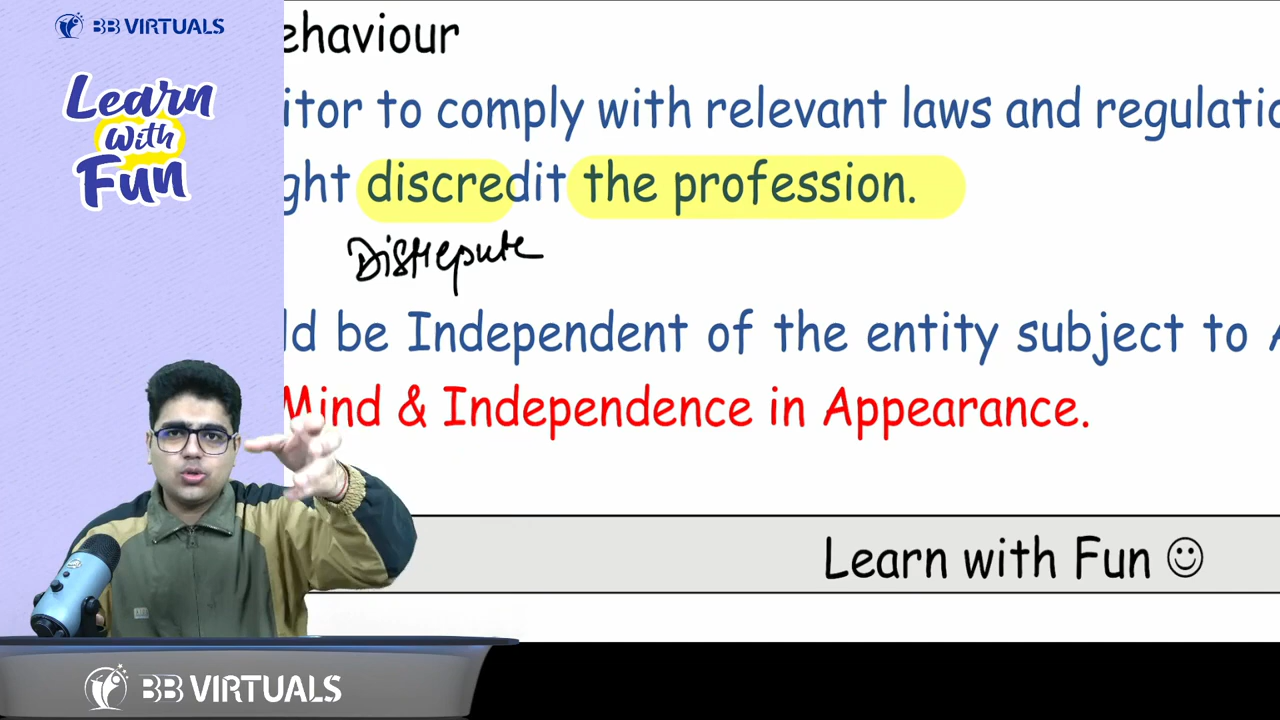 BB VIRTUALS
Learn
With
Fun
ehaviour
itor to comply with relevant laws and regulatio
ght discredit the profession.
Disrepute
ld be Independent of the entity subject to A
Mind & Independence in Appearance.
Learn with Fun ☺
BB VIRTUALS